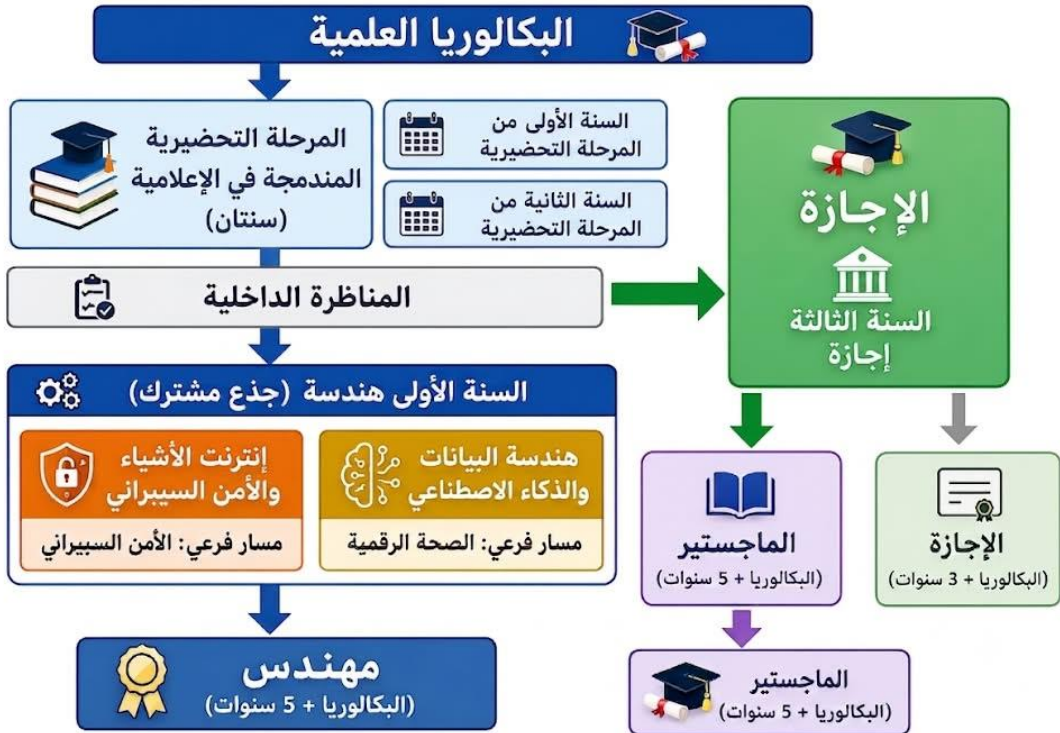 البكالوريا العلمية
المرحلة التحضيرية
المندمجة في الإعلامية
(سنتان)
السنة الأولى من
المرحلة التحضيرية
السنة الثانية من
المرحلة التحضيرية
الإجازة
السنة الثالثة
إجازة
المناظرة الداخلية
السنة الأولى هندسة (جذع مشترك)
هندسة البيانات
والذكاء الاصطناعي
مسار فرعي: الصحة الرقمية
إنترنت الأشياء
والأمن السيبراني
مسار فرعي: الأمن السيبراني
الماجستير
(البكالوريا + 5 سنوات)
الإجازة
(البكالوريا + 3 سنوات)
مهندس
(البكالوريا + 5 سنوات)
الماجستير
(البكالوريا + 5 سنوات)